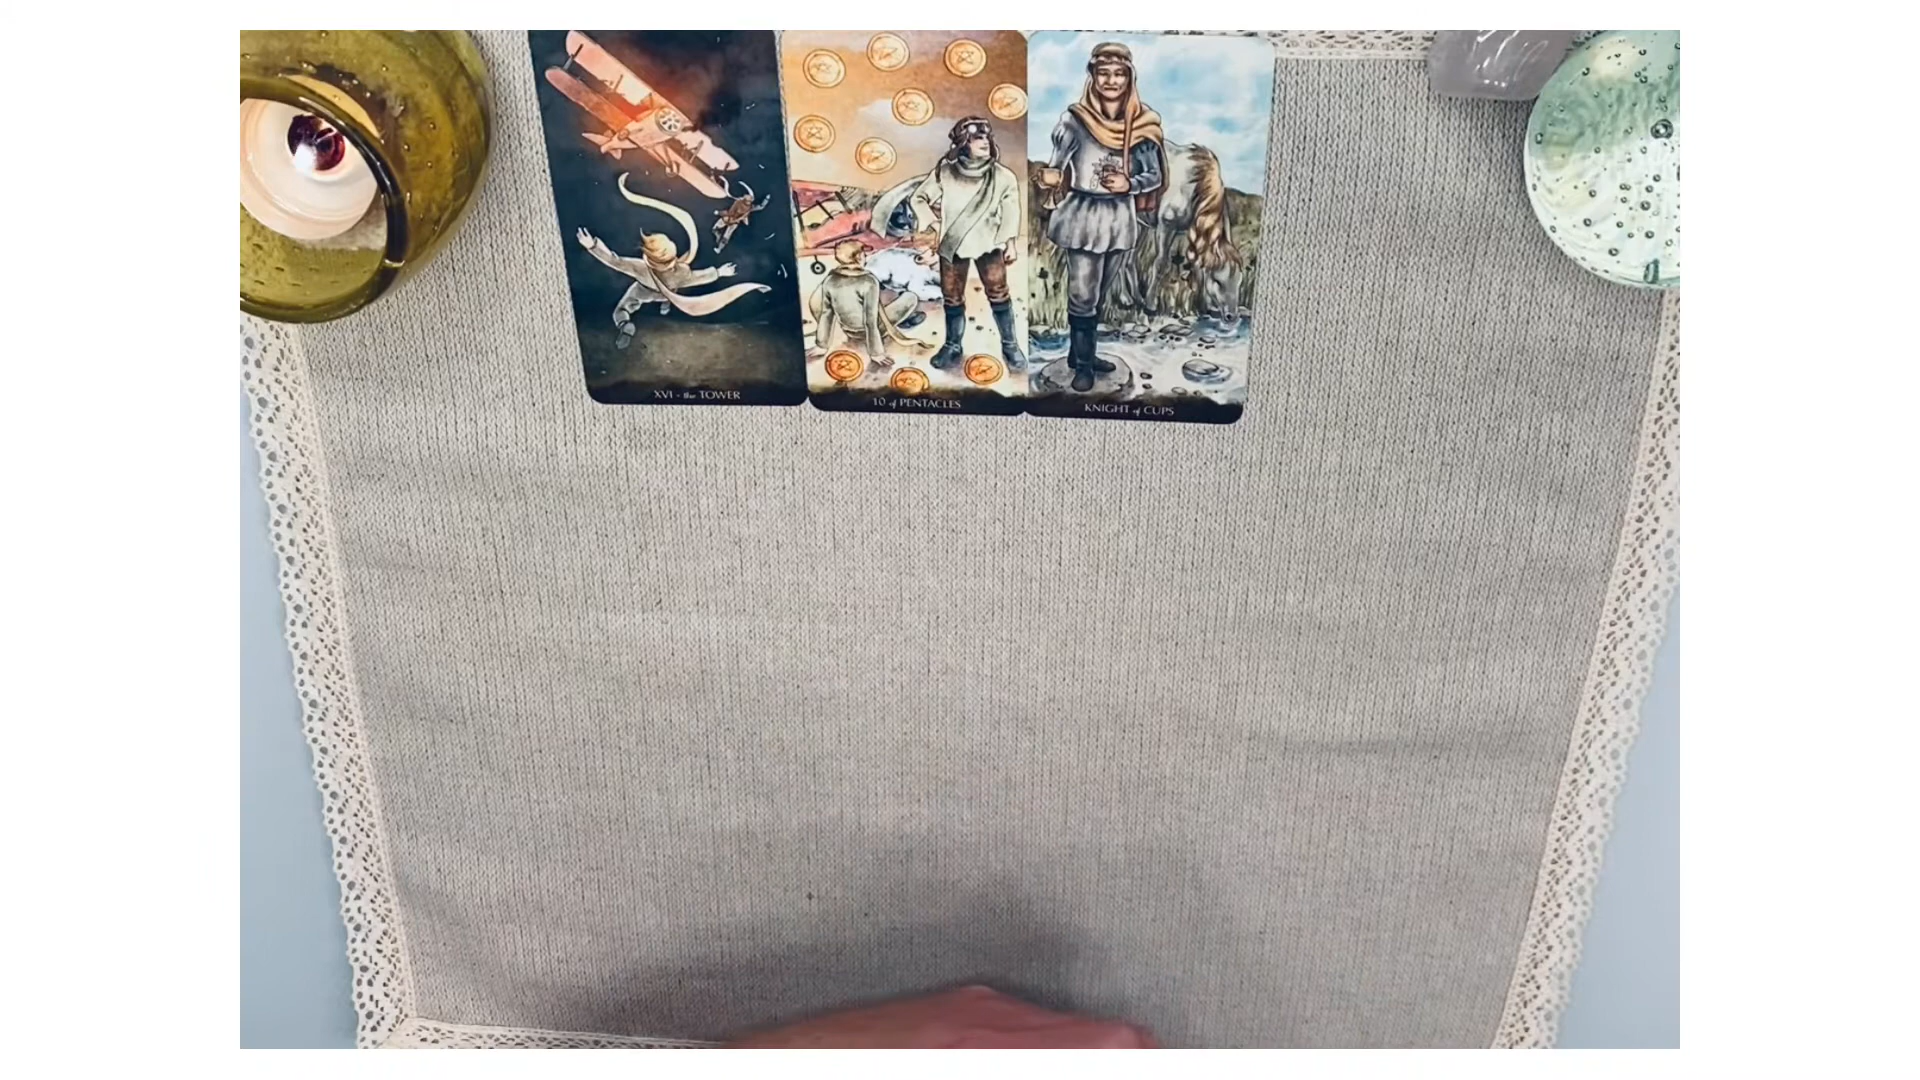 XVI - the TOWER
10 of PENTACLES
KNIGHT of CUPS